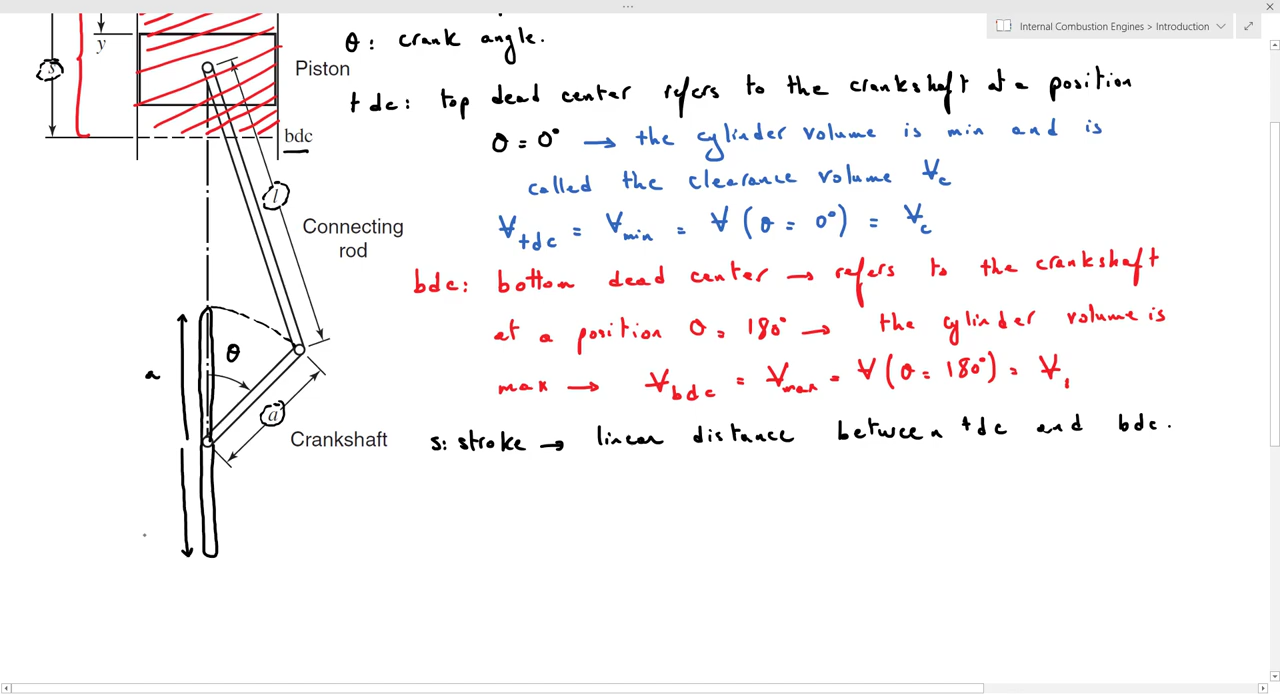 Internal Combustion Engines > Introduction
θ: crank angle.
y
s
Piston
tdc: top dead center refers to the crankshaft at a position
θ = 0° → the cylinder volume is min and is
bdc
called the clearance volume V̶c
l
V̶tdc = V̶min = V̶(θ = 0°) = V̶c
Connecting
rod
bdc: bottom dead center → refers to the crankshaft
at a position θ = 180° → the cylinder volume is
θ
a
max → V̶bdc = V̶max = V̶(θ = 180°) = V̶1
a
Crankshaft
s: stroke → linear distance between tdc and bdc.